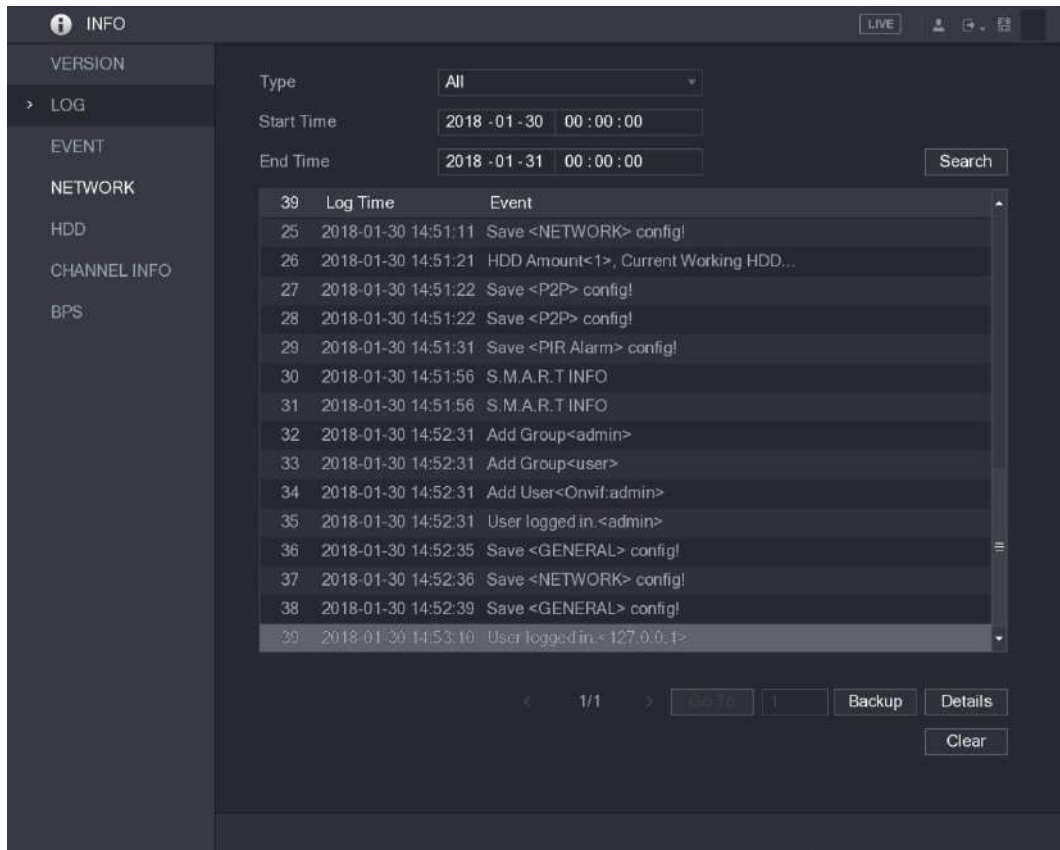 INFO
LIVE
VERSION
LOG
EVENT
NETWORK
HDD
CHANNEL INFO
BPS
Type All
Start Time 2018 -01 -30 00 : 00 : 00
End Time 2018 -01 -31 00 : 00 : 00
Search
39 Log Time Event
25 2018-01-30 14:51:11 Save <NETWORK> config!
26 2018-01-30 14:51:21 HDD Amount<1>, Current Working HDD...
27 2018-01-30 14:51:22 Save <P2P> config!
28 2018-01-30 14:51:22 Save <P2P> config!
29 2018-01-30 14:51:31 Save <PIR Alarm> config!
30 2018-01-30 14:51:56 S.M.A.R.T INFO
31 2018-01-30 14:51:56 S.M.A.R.T INFO
32 2018-01-30 14:52:31 Add Group<admin>
33 2018-01-30 14:52:31 Add Group<user>
34 2018-01-30 14:52:31 Add User<Onvif:admin>
35 2018-01-30 14:52:31 User logged in.<admin>
36 2018-01-30 14:52:35 Save <GENERAL> config!
37 2018-01-30 14:52:36 Save <NETWORK> config!
38 2018-01-30 14:52:39 Save <GENERAL> config!
39 2018-01-30 14:53:10 User logged in.<127.0.0.1>
1/1 Go To 1 Backup Details
Clear